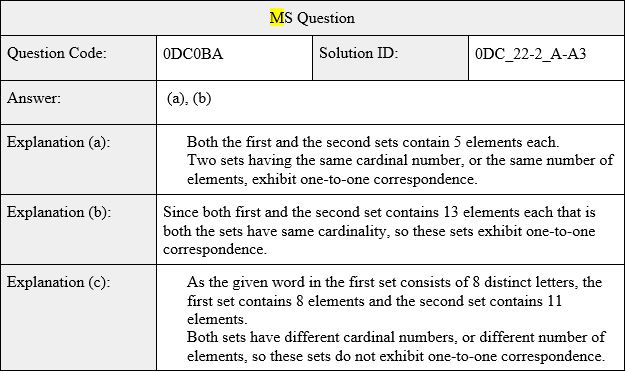 MS Question
Question Code: 0DC0BA Solution ID: 0DC_22-2_A-A3
Answer: (a), (b)
Explanation (a): Both the first and the second sets contain 5 elements each.
Two sets having the same cardinal number, or the same number of
elements, exhibit one-to-one correspondence.
Explanation (b): Since both first and the second set contains 13 elements each that is
both the sets have same cardinality, so these sets exhibit one-to-one
correspondence.
Explanation (c): As the given word in the first set consists of 8 distinct letters, the
first set contains 8 elements and the second set contains 11
elements.
Both sets have different cardinal numbers, or different number of
elements, so these sets do not exhibit one-to-one correspondence.